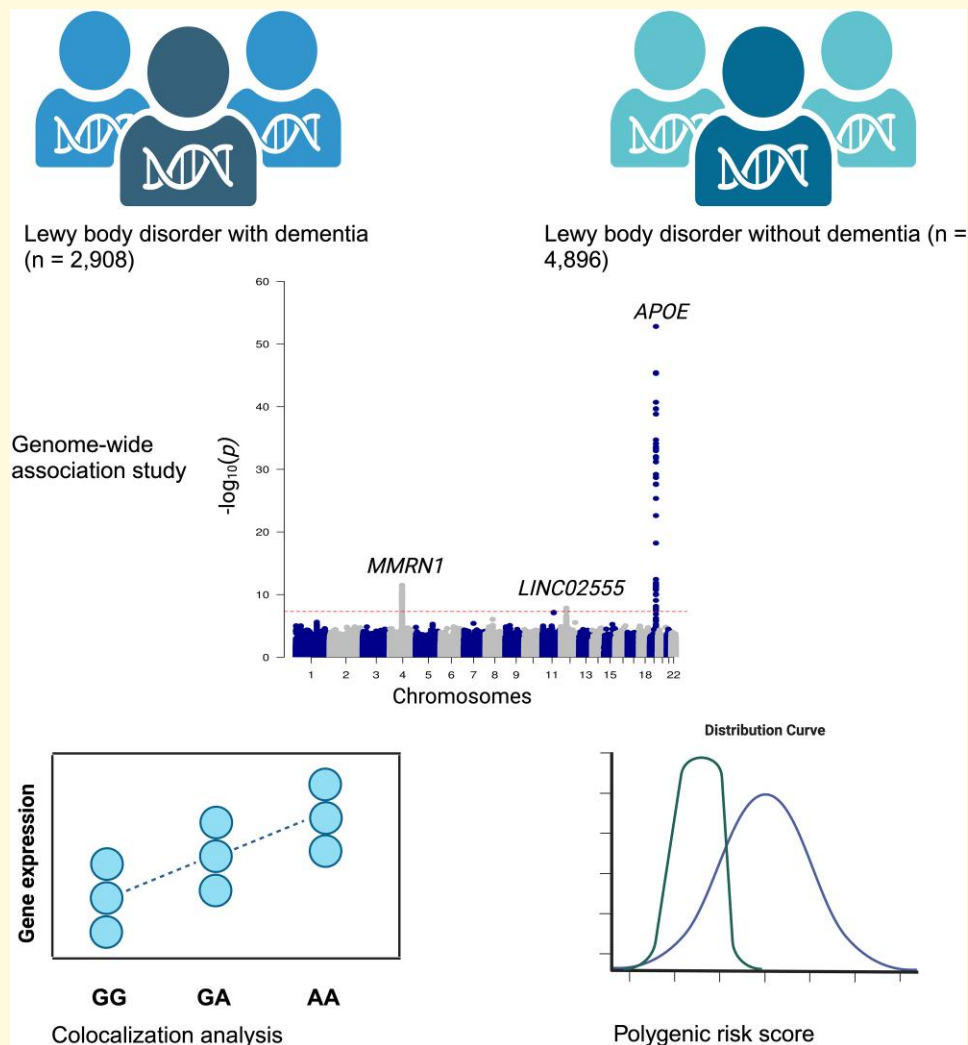 Lewy body disorder with dementia
(n = 2,908)
Lewy body disorder without dementia (n =
4,896)
Genome-wide
association study
-log₁₀(p)
60
50
40
30
20
10
0
APOE
MMRN1
LINC02555
1 2 3 4 5 6 7 8 9 11 13 15 18 22
Chromosomes
Gene expression
GG GA AA
Colocalization analysis
Distribution Curve
Polygenic risk score